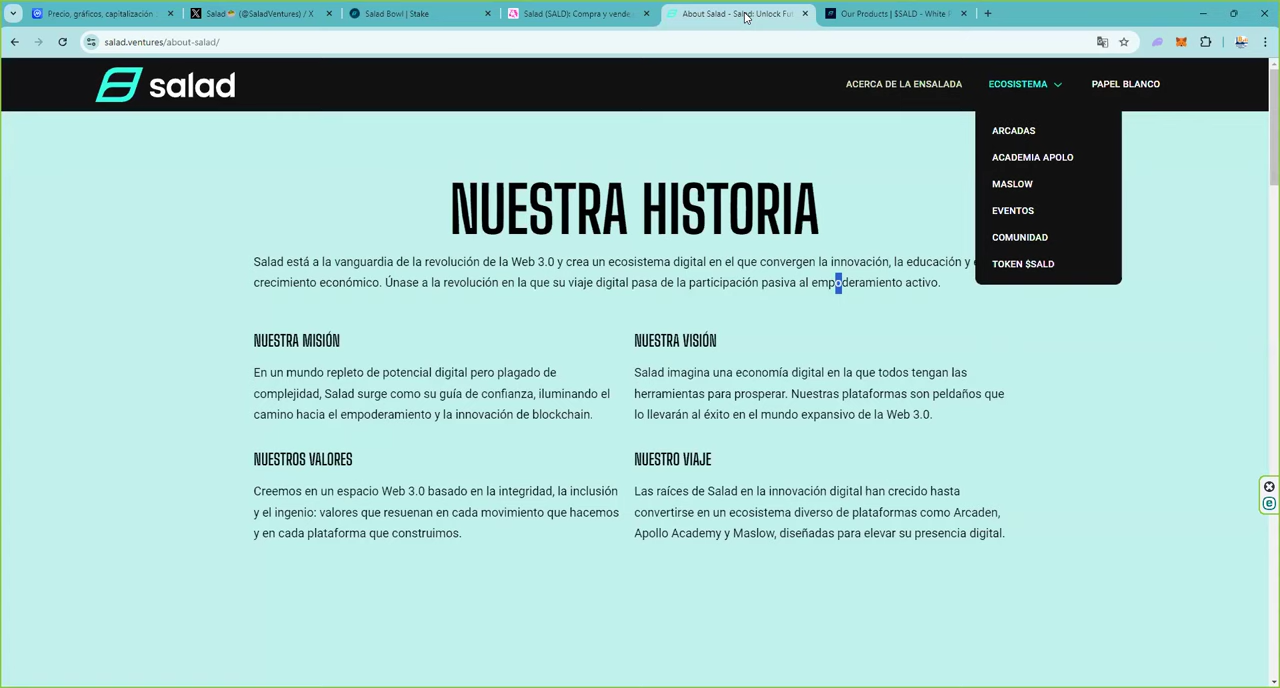 Precio, gráficos, capitalización
Salad (@SaladVentures) / X
Salad Bowl | Stake
Salad (SALD): Compra y vende
About Salad - Salad: Unlock Fut
Our Products | $SALD - White
salad.ventures/about-salad/
salad
ACERCA DE LA ENSALADA
ECOSISTEMA
PAPEL BLANCO
ARCADAS
ACADEMIA APOLO
MASLOW
EVENTOS
COMUNIDAD
TOKEN $SALD
NUESTRA HISTORIA
Salad está a la vanguardia de la revolución de la Web 3.0 y crea un ecosistema digital en el que convergen la innovación, la educación y e
crecimiento económico. Únase a la revolución en la que su viaje digital pasa de la participación pasiva al empoderamiento activo.
NUESTRA MISIÓN
En un mundo repleto de potencial digital pero plagado de
complejidad, Salad surge como su guía de confianza, iluminando el
camino hacia el empoderamiento y la innovación de blockchain.
NUESTRA VISIÓN
Salad imagina una economía digital en la que todos tengan las
herramientas para prosperar. Nuestras plataformas son peldaños que
lo llevarán al éxito en el mundo expansivo de la Web 3.0.
NUESTROS VALORES
Creemos en un espacio Web 3.0 basado en la integridad, la inclusión
y el ingenio: valores que resuenan en cada movimiento que hacemos
y en cada plataforma que construimos.
NUESTRO VIAJE
Las raíces de Salad en la innovación digital han crecido hasta
convertirse en un ecosistema diverso de plataformas como Arcaden,
Apollo Academy y Maslow, diseñadas para elevar su presencia digital.